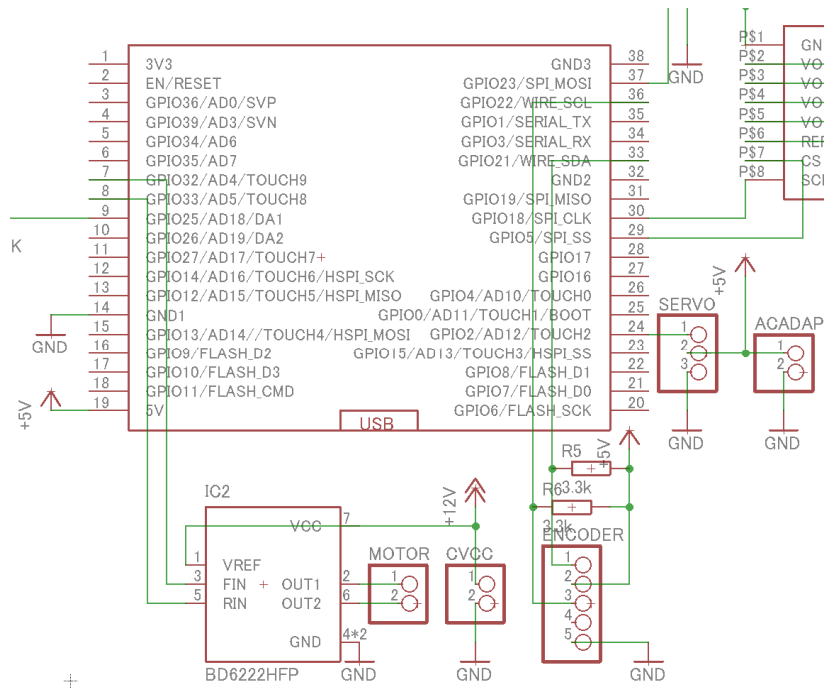 1 3V3
2 EN/RESET
3 GPIO36/AD0/SVP
4 GPIO39/AD3/SVN
5 GPIO34/AD6
6 GPIO35/AD7
7 GPIO32/AD4/TOUCH9
8 GPIO33/AD5/TOUCH8
9 GPIO25/AD18/DA1
10 GPIO26/AD19/DA2
11 GPIO27/AD17/TOUCH7+
12 GPIO14/AD16/TOUCH6/HSPI_SCK
13 GPIO12/AD15/TOUCH5/HSPI_MISO
14 GND1
15 GPIO13/AD14//TOUCH4/HSPI_MOSI
16 GPIO9/FLASH_D2
17 GPIO10/FLASH_D3
18 GPIO11/FLASH_CMD
19 5V
GND3 38
GPIO23/SPI_MOSI 37
GPIO22/WIRE_SCL 36
GPIO1/SERIAL_TX 35
GPIO3/SERIAL_RX 34
GPIO21/WIRE_SDA 33
GND2 32
GPIO19/SPI_MISO 31
GPIO18/SPI_CLK 30
GPIO5/SPI_SS 29
GPIO17 28
GPIO16 27
GPIO4/AD10/TOUCH0 26
GPIO0/AD11/TOUCH1/BOOT 25
GPIO2/AD12/TOUCH2 24
GPIO15/AD13/TOUCH3/HSPI_SS 23
GPIO8/FLASH_D1 22
GPIO7/FLASH_D0 21
GPIO6/FLASH_SCK 20
USB
K
GND
+5V
GND
P$1 GN
P$2 VO
P$3 VO
P$4 VO
P$5 VO
P$6 REF
P$7 CS
P$8 SCL
+5V
SERVO
1
2
3
GND
ACADAP
1
2
GND
IC2
VCC 7
1 VREF
3 FIN +
5 RIN
OUT1 2
OUT2 6
GND 4*2
BD6222HFP
GND
MOTOR
1
2
+12V
CVCC
1
2
GND
R5
+5V
3.3k
R6
3.3k
ENCODER
1
2
3
4
5
GND